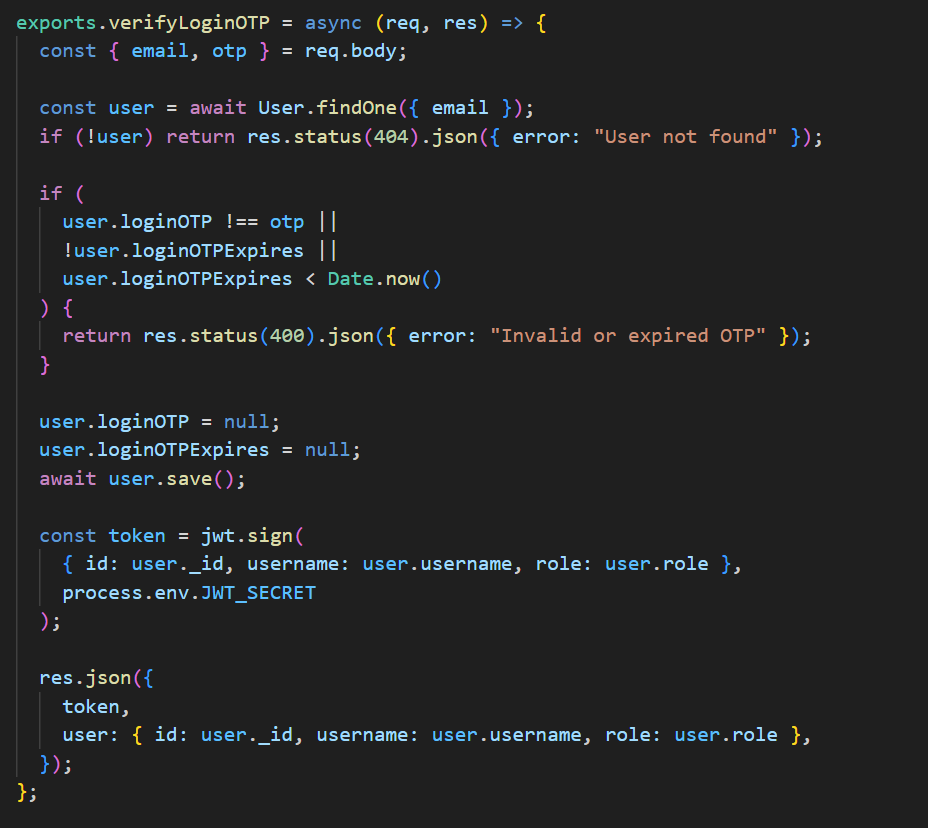 exports.verifyLoginOTP = async (req, res) => {
  const { email, otp } = req.body;

  const user = await User.findOne({ email });
  if (!user) return res.status(404).json({ error: "User not found" });

  if (
    user.loginOTP !== otp ||
    !user.loginOTPExpires ||
    user.loginOTPExpires < Date.now()
  ) {
    return res.status(400).json({ error: "Invalid or expired OTP" });
  }

  user.loginOTP = null;
  user.loginOTPExpires = null;
  await user.save();

  const token = jwt.sign(
    { id: user._id, username: user.username, role: user.role },
    process.env.JWT_SECRET
  );

  res.json({
    token,
    user: { id: user._id, username: user.username, role: user.role },
  });
};